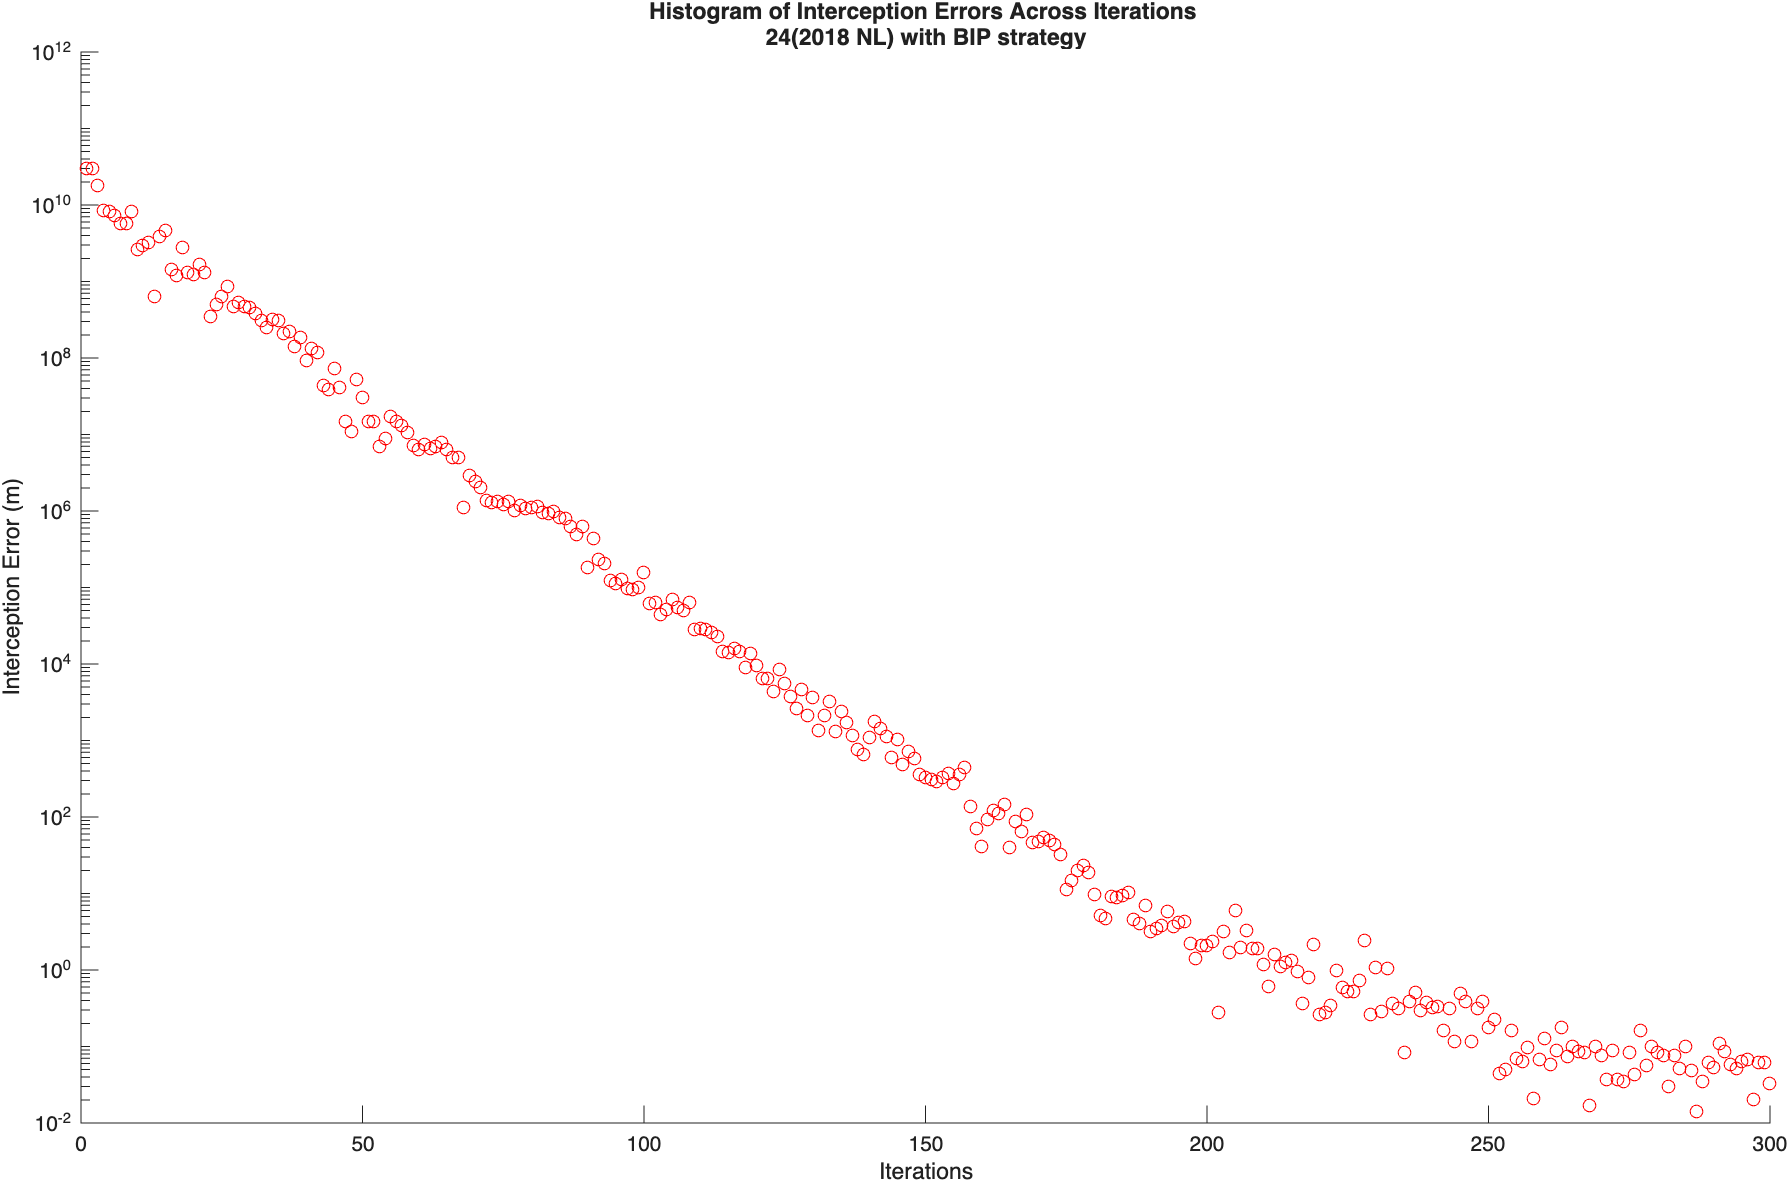 Histogram of Interception Errors Across Iterations
24(2018 NL) with BIP strategy
Interception Error (m)
10^12
10^10
10^8
10^6
10^4
10^2
10^0
10^-2
0 50 100 150 200 250 300
Iterations